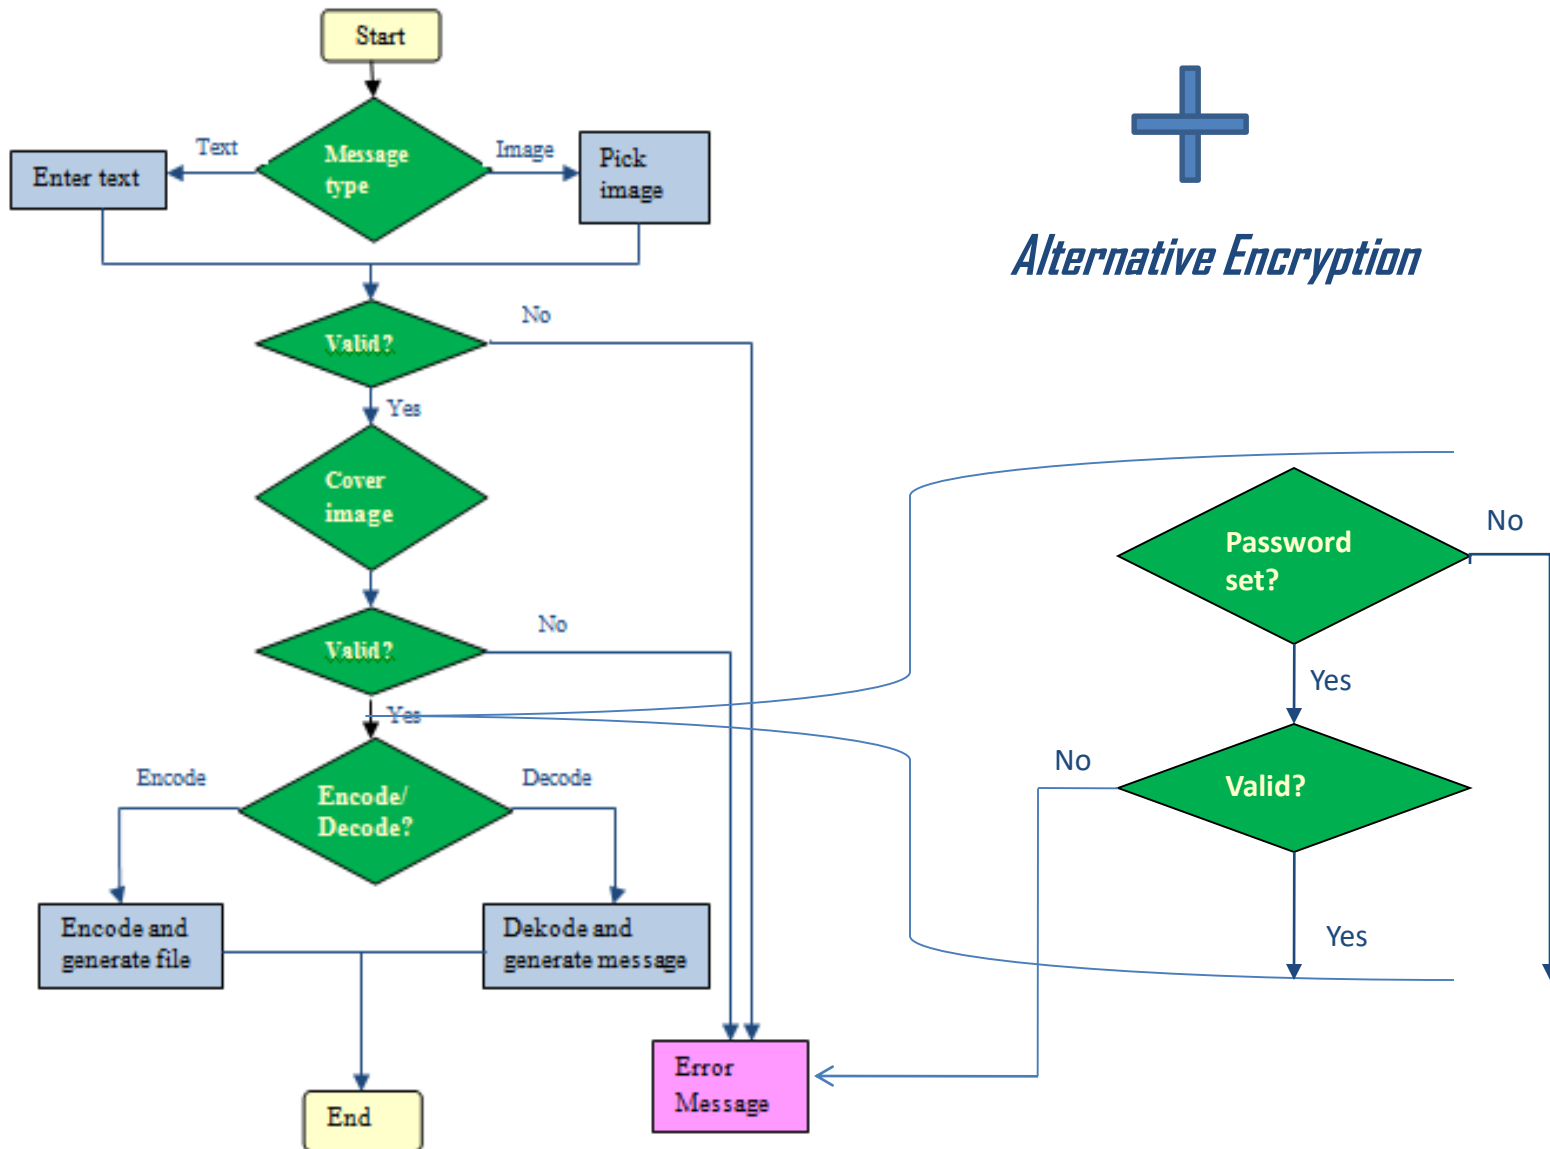 Start
Message
type
Text
Image
Enter text
Pick
image
Alternative Encryption
Valid?
No
Yes
Cover
image
Valid?
No
Yes
Encode/
Decode?
Encode
Decode
Encode and
generate file
Dekode and
generate message
Error
Message
End
Password
set?
No
Yes
Valid?
No
Yes